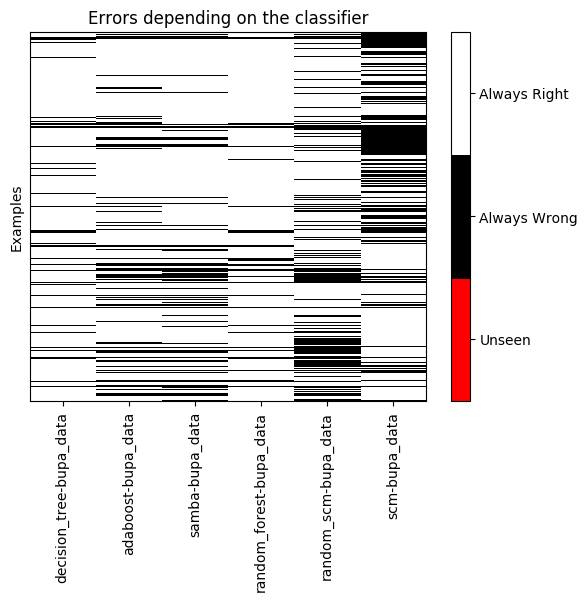 Errors depending on the classifier
Examples
Always Right
Always Wrong
Unseen
decision_tree-bupa_data
adaboost-bupa_data
samba-bupa_data
random_forest-bupa_data
random_scm-bupa_data
scm-bupa_data